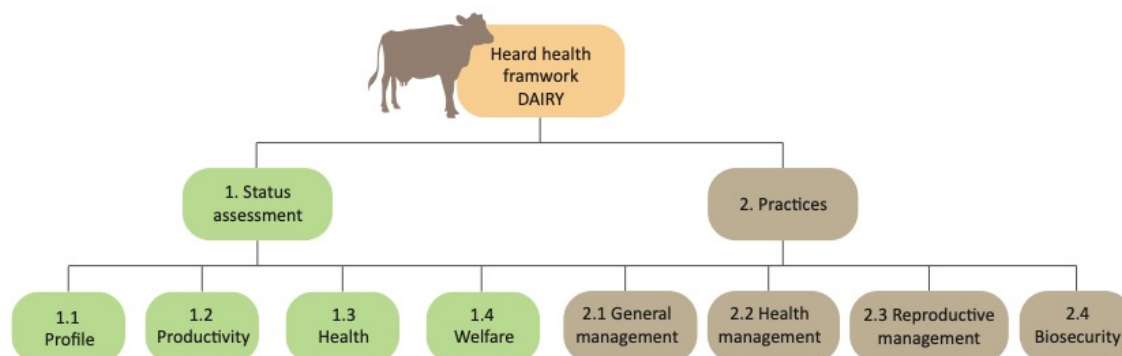 Heard health
framwork
DAIRY
1. Status
assessment
2. Practices
1.1
Profile
1.2
Productivity
1.3
Health
1.4
Welfare
2.1 General
management
2.2 Health
management
2.3 Reproductive
management
2.4
Biosecurity